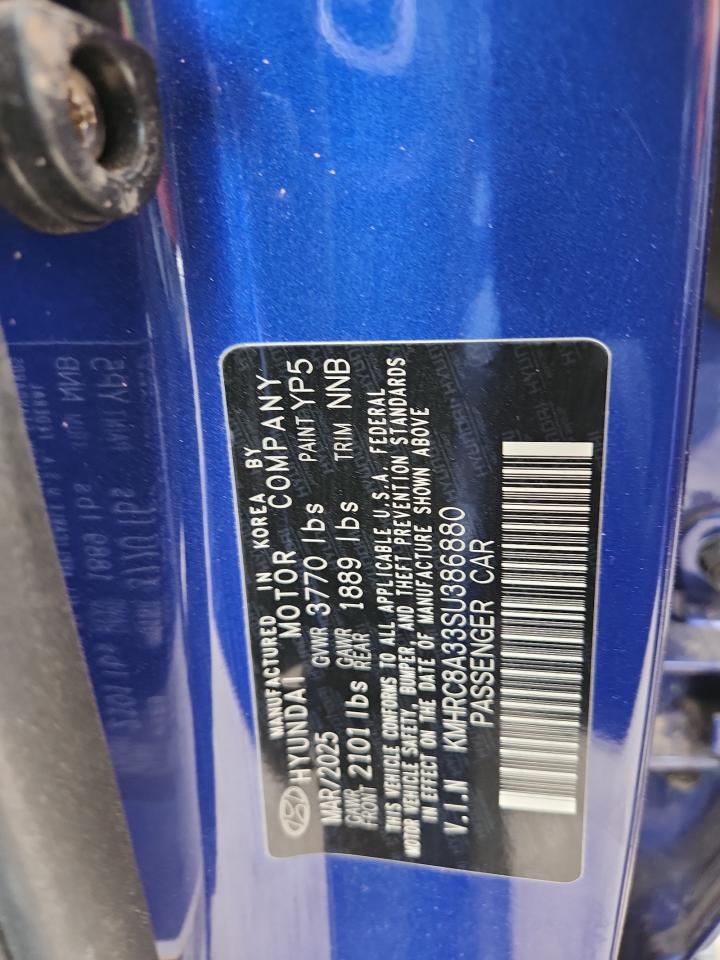 MANUFACTURED IN KOREA BY
HYUNDAI MOTOR COMPANY
MAR/2025 GVWR 3770 lbs PAINT YP5
GAWR FRONT 2101 lbs GAWR REAR 1889 lbs TRIM NNB
THIS VEHICLE CONFORMS TO ALL APPLICABLE U.S.A. FEDERAL
MOTOR VEHICLE SAFETY, BUMPER, AND THEFT PREVENTION STANDARDS
IN EFFECT ON THE DATE OF MANUFACTURE SHOWN ABOVE
V.I.N KMHRC8A33SU386880
PASSENGER CAR